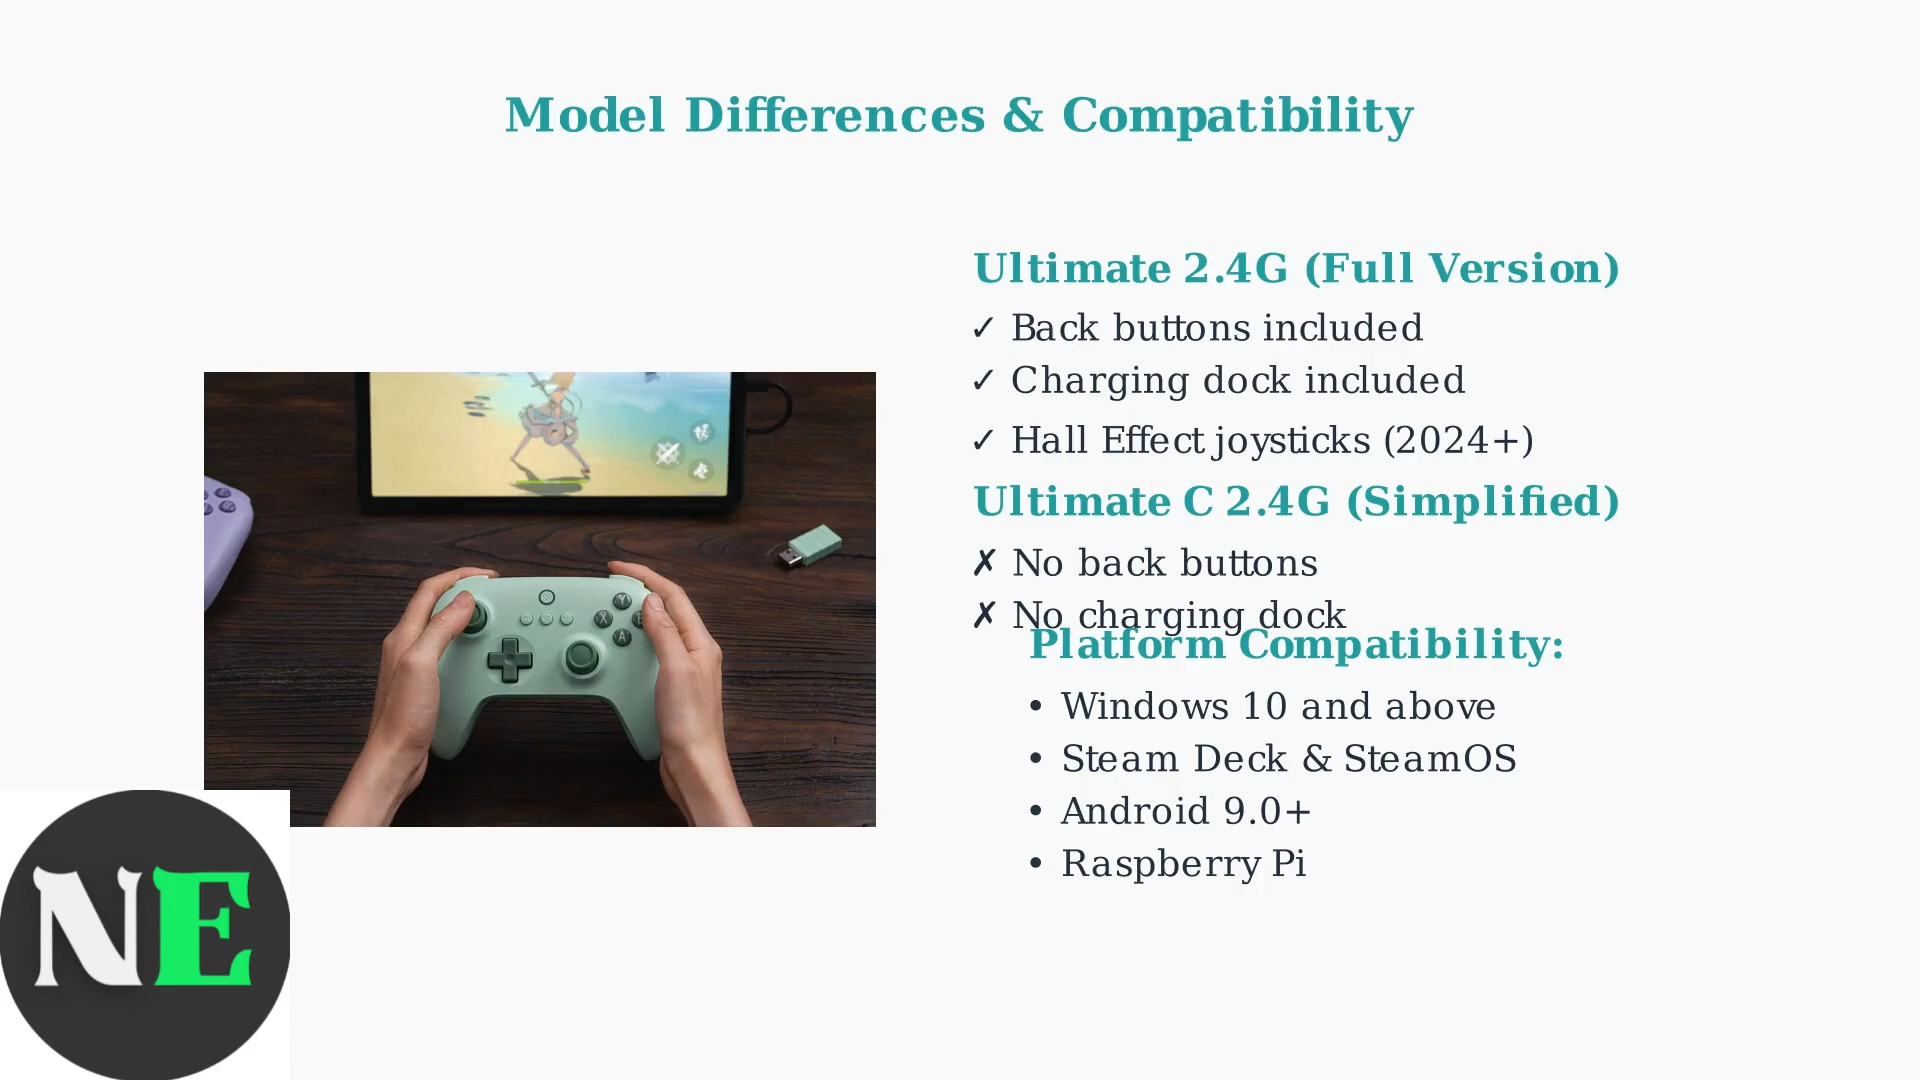 Model Differences & Compatibility
Ultimate 2.4G (Full Version)
✓ Back buttons included
✓ Charging dock included
✓ Hall Effect joysticks (2024+)
Ultimate C 2.4G (Simplified)
✗ No back buttons
✗ No charging dock
Platform Compatibility:
• Windows 10 and above
• Steam Deck & SteamOS
• Android 9.0+
• Raspberry Pi
Y
X
A
NE